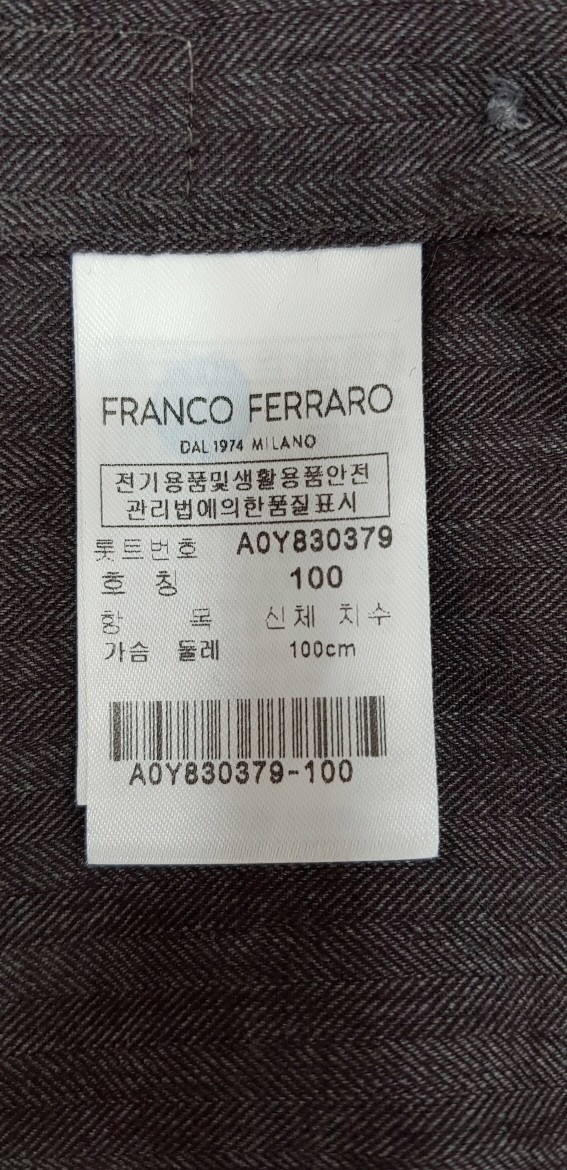 FRANCO FERRARO
DAL 1974 MILANO
전기용품및생활용품안전
관리법에의한품질표시
롯트번호 A0Y830379
호 칭 100
항 목 신체 치수
가슴 둘레 100cm
A0Y830379-100